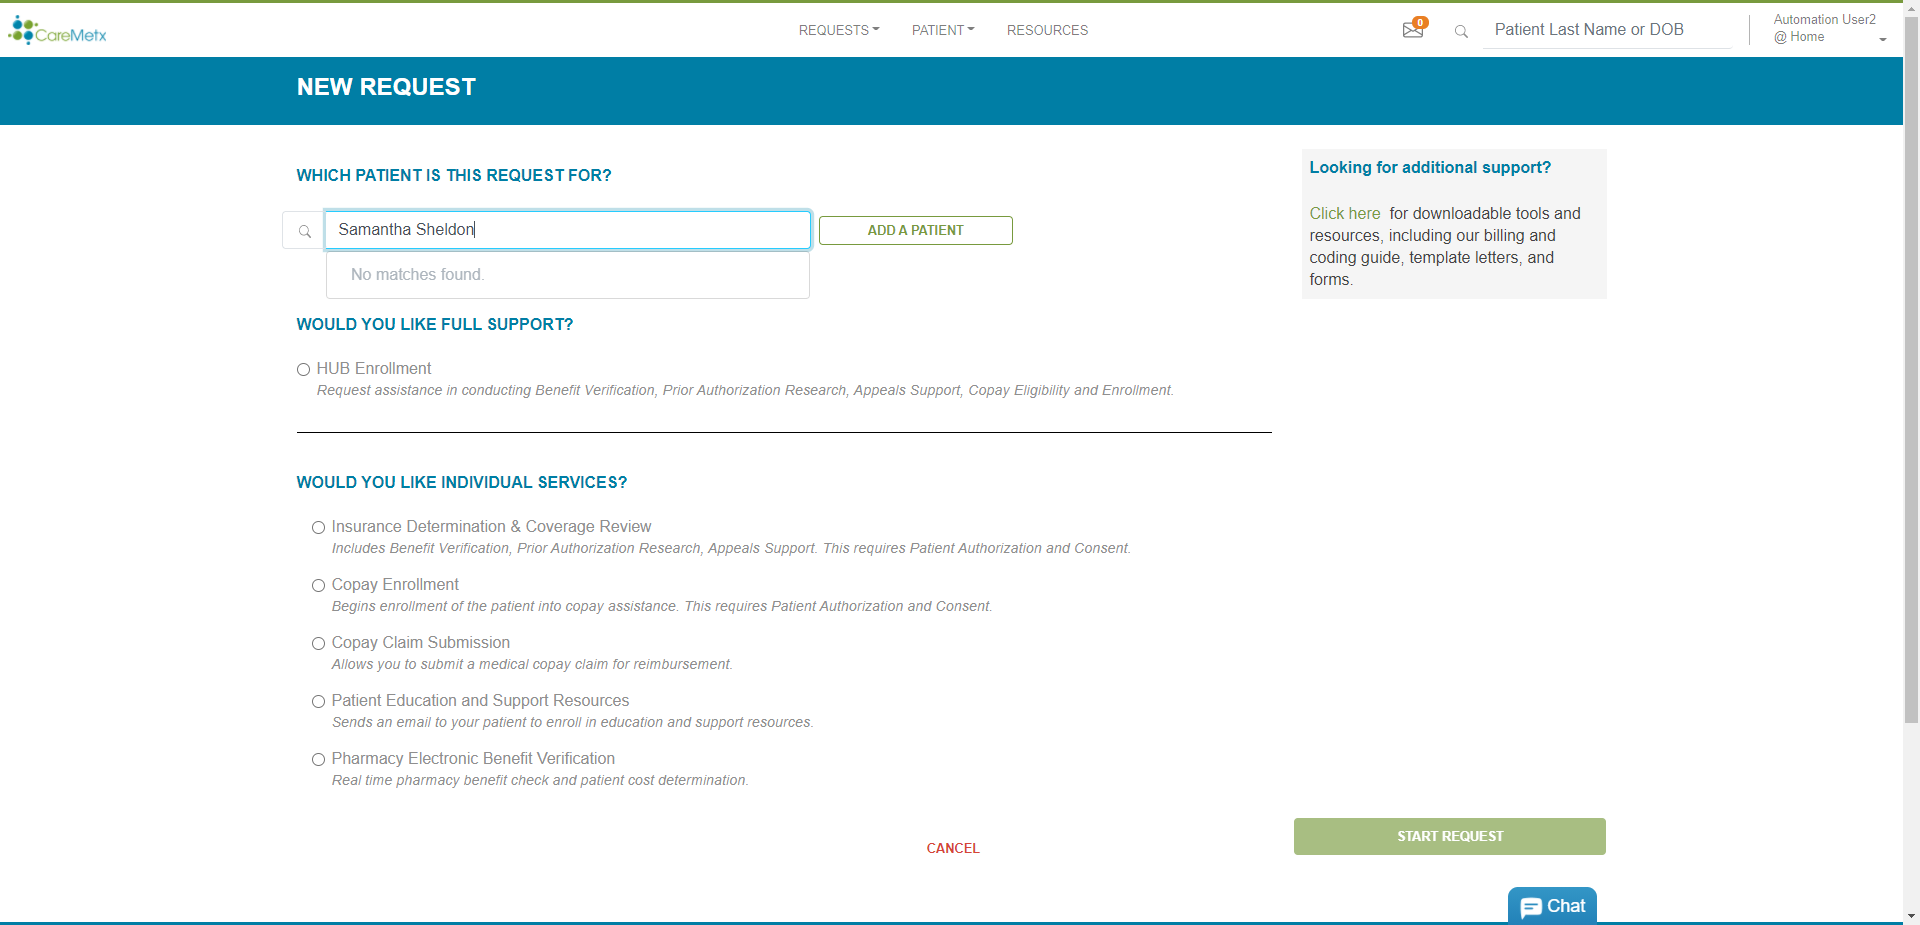 CareMetx
REQUESTS
PATIENT
RESOURCES
0
Patient Last Name or DOB
Automation User2
@ Home
NEW REQUEST
WHICH PATIENT IS THIS REQUEST FOR?
Samantha Sheldon
ADD A PATIENT
No matches found.
WOULD YOU LIKE FULL SUPPORT?
HUB Enrollment
Request assistance in conducting Benefit Verification, Prior Authorization Research, Appeals Support, Copay Eligibility and Enrollment.
WOULD YOU LIKE INDIVIDUAL SERVICES?
Insurance Determination & Coverage Review
Includes Benefit Verification, Prior Authorization Research, Appeals Support. This requires Patient Authorization and Consent.
Copay Enrollment
Begins enrollment of the patient into copay assistance. This requires Patient Authorization and Consent.
Copay Claim Submission
Allows you to submit a medical copay claim for reimbursement.
Patient Education and Support Resources
Sends an email to your patient to enroll in education and support resources.
Pharmacy Electronic Benefit Verification
Real time pharmacy benefit check and patient cost determination.
Looking for additional support?
Click here for downloadable tools and
resources, including our billing and
coding guide, template letters, and
forms.
CANCEL
START REQUEST
Chat